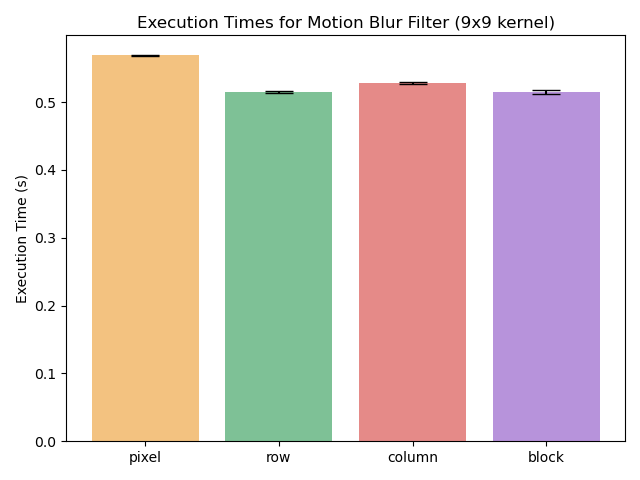 Execution Times for Motion Blur Filter (9x9 kernel)
Execution Time (s)
0.5
0.4
0.3
0.2
0.1
0.0
pixel row column block